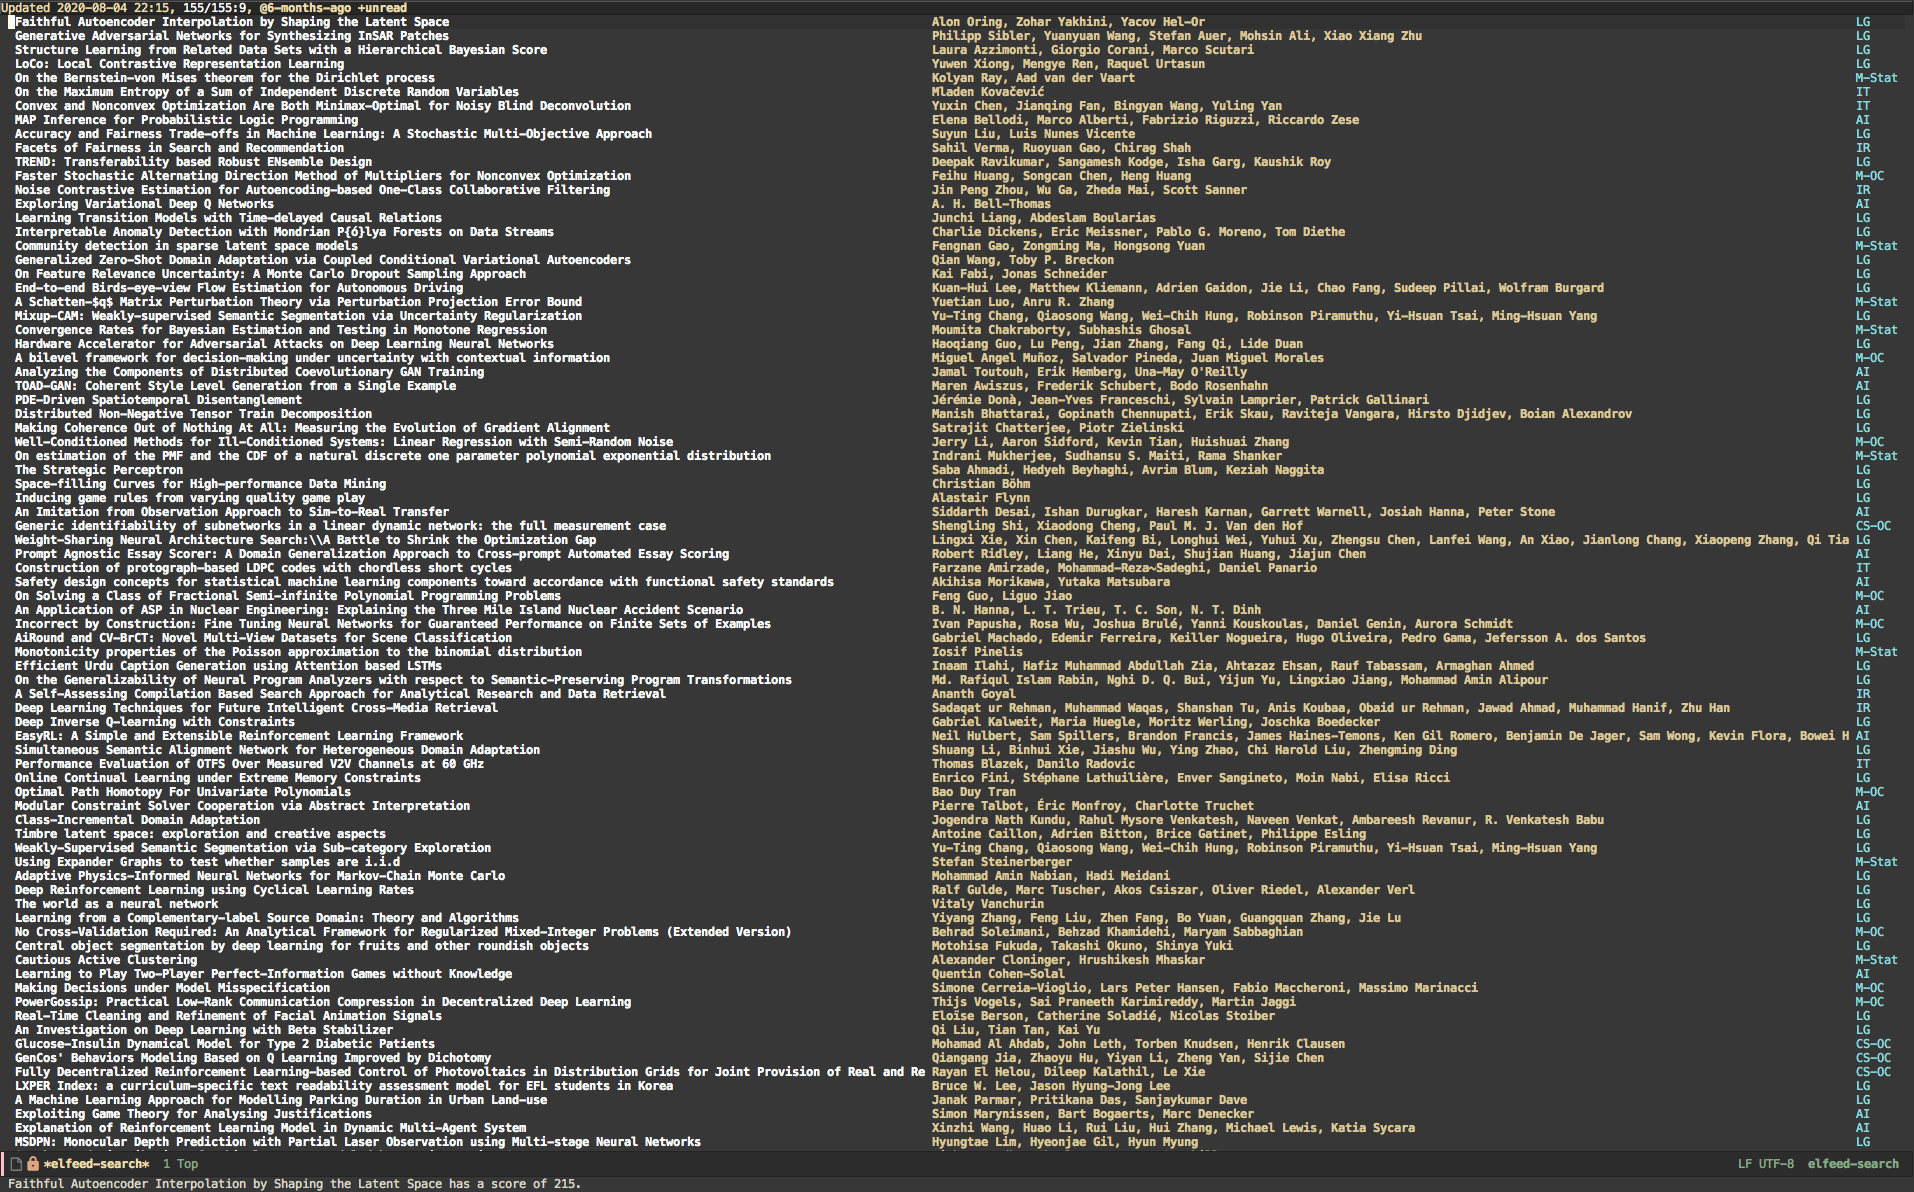 Updated 2020-08-04 22:15, 155/155:9, @6-months-ago +unread
Faithful Autoencoder Interpolation by Shaping the Latent Space Alon Oring, Zohar Yakhini, Yacov Hel-Or LG
Generative Adversarial Networks for Synthesizing InSAR Patches Philipp Sibler, Yuanyuan Wang, Stefan Auer, Mohsin Ali, Xiao Xiang Zhu LG
Structure Learning from Related Data Sets with a Hierarchical Bayesian Score Laura Azzimonti, Giorgio Corani, Marco Scutari LG
LoCo: Local Contrastive Representation Learning Yuwen Xiong, Mengye Ren, Raquel Urtasun LG
On the Bernstein-von Mises theorem for the Dirichlet process Kolyan Ray, Aad van der Vaart M-Stat
On the Maximum Entropy of a Sum of Independent Discrete Random Variables Mladen Kovačević IT
Convex and Nonconvex Optimization Are Both Minimax-Optimal for Noisy Blind Deconvolution Yuxin Chen, Jianqing Fan, Bingyan Wang, Yuling Yan IT
MAP Inference for Probabilistic Logic Programming Elena Bellodi, Marco Alberti, Fabrizio Riguzzi, Riccardo Zese AI
Accuracy and Fairness Trade-offs in Machine Learning: A Stochastic Multi-Objective Approach Suyun Liu, Luis Nunes Vicente LG
Facets of Fairness in Search and Recommendation Sahil Verma, Ruoyuan Gao, Chirag Shah IR
TREND: Transferability based Robust ENsemble Design Deepak Ravikumar, Sangamesh Kodge, Isha Garg, Kaushik Roy LG
Faster Stochastic Alternating Direction Method of Multipliers for Nonconvex Optimization Feihu Huang, Songcan Chen, Heng Huang M-OC
Noise Contrastive Estimation for Autoencoding-based One-Class Collaborative Filtering Jin Peng Zhou, Wu Ga, Zheda Mai, Scott Sanner IR
Exploring Variational Deep Q Networks A. H. Bell-Thomas AI
Learning Transition Models with Time-delayed Causal Relations Junchi Liang, Abdeslam Boularias LG
Interpretable Anomaly Detection with Mondrian P{ó}lya Forests on Data Streams Charlie Dickens, Eric Meissner, Pablo G. Moreno, Tom Diethe LG
Community detection in sparse latent space models Fengnan Gao, Zongming Ma, Hongsong Yuan M-Stat
Generalized Zero-Shot Domain Adaptation via Coupled Conditional Variational Autoencoders Qian Wang, Toby P. Breckon LG
On Feature Relevance Uncertainty: A Monte Carlo Dropout Sampling Approach Kai Fabi, Jonas Schneider LG
End-to-end Birds-eye-view Flow Estimation for Autonomous Driving Kuan-Hui Lee, Matthew Kliemann, Adrien Gaidon, Jie Li, Chao Fang, Sudeep Pillai, Wolfram Burgard LG
A Schatten-$q$ Matrix Perturbation Theory via Perturbation Projection Error Bound Yuetian Luo, Anru R. Zhang M-Stat
Mixup-CAM: Weakly-supervised Semantic Segmentation via Uncertainty Regularization Yu-Ting Chang, Qiaosong Wang, Wei-Chih Hung, Robinson Piramuthu, Yi-Hsuan Tsai, Ming-Hsuan Yang LG
Convergence Rates for Bayesian Estimation and Testing in Monotone Regression Moumita Chakraborty, Subhashis Ghosal M-Stat
Hardware Accelerator for Adversarial Attacks on Deep Learning Neural Networks Haoqiang Guo, Lu Peng, Jian Zhang, Fang Qi, Lide Duan LG
A bilevel framework for decision-making under uncertainty with contextual information Miguel Angel Muñoz, Salvador Pineda, Juan Miguel Morales M-OC
Analyzing the Components of Distributed Coevolutionary GAN Training Jamal Toutouh, Erik Hemberg, Una-May O'Reilly AI
TOAD-GAN: Coherent Style Level Generation from a Single Example Maren Awiszus, Frederik Schubert, Bodo Rosenhahn AI
PDE-Driven Spatiotemporal Disentanglement Jérémie Donà, Jean-Yves Franceschi, Sylvain Lamprier, Patrick Gallinari LG
Distributed Non-Negative Tensor Train Decomposition Manish Bhattarai, Gopinath Chennupati, Erik Skau, Raviteja Vangara, Hirsto Djidjev, Boian Alexandrov LG
Making Coherence Out of Nothing At All: Measuring the Evolution of Gradient Alignment Satrajit Chatterjee, Piotr Zielinski LG
Well-Conditioned Methods for Ill-Conditioned Systems: Linear Regression with Semi-Random Noise Jerry Li, Aaron Sidford, Kevin Tian, Huishuai Zhang M-OC
On estimation of the PMF and the CDF of a natural discrete one parameter polynomial exponential distribution Indrani Mukherjee, Sudhansu S. Maiti, Rama Shanker M-Stat
The Strategic Perceptron Saba Ahmadi, Hedyeh Beyhaghi, Avrim Blum, Keziah Naggita LG
Space-filling Curves for High-performance Data Mining Christian Böhm LG
Inducing game rules from varying quality game play Alastair Flynn LG
An Imitation from Observation Approach to Sim-to-Real Transfer Siddarth Desai, Ishan Durugkar, Haresh Karnan, Garrett Warnell, Josiah Hanna, Peter Stone AI
Generic identifiability of subnetworks in a linear dynamic network: the full measurement case Shengling Shi, Xiaodong Cheng, Paul M. J. Van den Hof CS-OC
Weight-Sharing Neural Architecture Search:\\A Battle to Shrink the Optimization Gap Lingxi Xie, Xin Chen, Kaifeng Bi, Longhui Wei, Yuhui Xu, Zhengsu Chen, Lanfei Wang, An Xiao, Jianlong Chang, Xiaopeng Zhang, Qi Tia LG
Prompt Agnostic Essay Scorer: A Domain Generalization Approach to Cross-prompt Automated Essay Scoring Robert Ridley, Liang He, Xinyu Dai, Shujian Huang, Jiajun Chen AI
Construction of protograph-based LDPC codes with chordless short cycles Farzane Amirzade, Mohammad-Reza~Sadeghi, Daniel Panario IT
Safety design concepts for statistical machine learning components toward accordance with functional safety standards Akihisa Morikawa, Yutaka Matsubara AI
On Solving a Class of Fractional Semi-infinite Polynomial Programming Problems Feng Guo, Liguo Jiao M-OC
An Application of ASP in Nuclear Engineering: Explaining the Three Mile Island Nuclear Accident Scenario B. N. Hanna, L. T. Trieu, T. C. Son, N. T. Dinh AI
Incorrect by Construction: Fine Tuning Neural Networks for Guaranteed Performance on Finite Sets of Examples Ivan Papusha, Rosa Wu, Joshua Brulé, Yanni Kouskoulas, Daniel Genin, Aurora Schmidt M-OC
AiRound and CV-BrCT: Novel Multi-View Datasets for Scene Classification Gabriel Machado, Edemir Ferreira, Keiller Nogueira, Hugo Oliveira, Pedro Gama, Jefersson A. dos Santos LG
Monotonicity properties of the Poisson approximation to the binomial distribution Iosif Pinelis M-Stat
Efficient Urdu Caption Generation using Attention based LSTMs Inaam Ilahi, Hafiz Muhammad Abdullah Zia, Ahtazaz Ehsan, Rauf Tabassam, Armaghan Ahmed LG
On the Generalizability of Neural Program Analyzers with respect to Semantic-Preserving Program Transformations Md. Rafiqul Islam Rabin, Nghi D. Q. Bui, Yijun Yu, Lingxiao Jiang, Mohammad Amin Alipour LG
A Self-Assessing Compilation Based Search Approach for Analytical Research and Data Retrieval Ananth Goyal IR
Deep Learning Techniques for Future Intelligent Cross-Media Retrieval Sadaqat ur Rehman, Muhammad Waqas, Shanshan Tu, Anis Koubaa, Obaid ur Rehman, Jawad Ahmad, Muhammad Hanif, Zhu Han IR
Deep Inverse Q-learning with Constraints Gabriel Kalweit, Maria Huegle, Moritz Werling, Joschka Boedecker LG
EasyRL: A Simple and Extensible Reinforcement Learning Framework Neil Hulbert, Sam Spillers, Brandon Francis, James Haines-Temons, Ken Gil Romero, Benjamin De Jager, Sam Wong, Kevin Flora, Bowei H AI
Simultaneous Semantic Alignment Network for Heterogeneous Domain Adaptation Shuang Li, Binhui Xie, Jiashu Wu, Ying Zhao, Chi Harold Liu, Zhengming Ding LG
Performance Evaluation of OTFS Over Measured V2V Channels at 60 GHz Thomas Blazek, Danilo Radovic IT
Online Continual Learning under Extreme Memory Constraints Enrico Fini, Stéphane Lathuilière, Enver Sangineto, Moin Nabi, Elisa Ricci LG
Optimal Path Homotopy For Univariate Polynomials Bao Duy Tran M-OC
Modular Constraint Solver Cooperation via Abstract Interpretation Pierre Talbot, Éric Monfroy, Charlotte Truchet AI
Class-Incremental Domain Adaptation Jogendra Nath Kundu, Rahul Mysore Venkatesh, Naveen Venkat, Ambareesh Revanur, R. Venkatesh Babu LG
Timbre latent space: exploration and creative aspects Antoine Caillon, Adrien Bitton, Brice Gatinet, Philippe Esling LG
Weakly-Supervised Semantic Segmentation via Sub-category Exploration Yu-Ting Chang, Qiaosong Wang, Wei-Chih Hung, Robinson Piramuthu, Yi-Hsuan Tsai, Ming-Hsuan Yang LG
Using Expander Graphs to test whether samples are i.i.d Stefan Steinerberger M-Stat
Adaptive Physics-Informed Neural Networks for Markov-Chain Monte Carlo Mohammad Amin Nabian, Hadi Meidani LG
Deep Reinforcement Learning using Cyclical Learning Rates Ralf Gulde, Marc Tuscher, Akos Csiszar, Oliver Riedel, Alexander Verl LG
The world as a neural network Vitaly Vanchurin LG
Learning from a Complementary-label Source Domain: Theory and Algorithms Yiyang Zhang, Feng Liu, Zhen Fang, Bo Yuan, Guangquan Zhang, Jie Lu LG
No Cross-Validation Required: An Analytical Framework for Regularized Mixed-Integer Problems (Extended Version) Behrad Soleimani, Behzad Khamidehi, Maryam Sabbaghian M-OC
Central object segmentation by deep learning for fruits and other roundish objects Motohisa Fukuda, Takashi Okuno, Shinya Yuki LG
Cautious Active Clustering Alexander Cloninger, Hrushikesh Mhaskar M-Stat
Learning to Play Two-Player Perfect-Information Games without Knowledge Quentin Cohen-Solal AI
Making Decisions under Model Misspecification Simone Cerreia-Vioglio, Lars Peter Hansen, Fabio Maccheroni, Massimo Marinacci M-OC
PowerGossip: Practical Low-Rank Communication Compression in Decentralized Deep Learning Thijs Vogels, Sai Praneeth Karimireddy, Martin Jaggi M-OC
Real-Time Cleaning and Refinement of Facial Animation Signals Eloïse Berson, Catherine Soladié, Nicolas Stoiber LG
An Investigation on Deep Learning with Beta Stabilizer Qi Liu, Tian Tan, Kai Yu LG
Glucose-Insulin Dynamical Model for Type 2 Diabetic Patients Mohamad Al Ahdab, John Leth, Torben Knudsen, Henrik Clausen CS-OC
GenCos' Behaviors Modeling Based on Q Learning Improved by Dichotomy Qiangang Jia, Zhaoyu Hu, Yiyan Li, Zheng Yan, Sijie Chen CS-OC
Fully Decentralized Reinforcement Learning-based Control of Photovoltaics in Distribution Grids for Joint Provision of Real and Re Rayan El Helou, Dileep Kalathil, Le Xie CS-OC
LXPER Index: a curriculum-specific text readability assessment model for EFL students in Korea Bruce W. Lee, Jason Hyung-Jong Lee LG
A Machine Learning Approach for Modelling Parking Duration in Urban Land-use Janak Parmar, Pritikana Das, Sanjaykumar Dave LG
Exploiting Game Theory for Analysing Justifications Simon Marynissen, Bart Bogaerts, Marc Denecker AI
Explanation of Reinforcement Learning Model in Dynamic Multi-Agent System Xinzhi Wang, Huao Li, Rui Liu, Hui Zhang, Michael Lewis, Katia Sycara AI
MSDPN: Monocular Depth Prediction with Partial Laser Observation using Multi-stage Neural Networks Hyungtae Lim, Hyeonjae Gil, Hyun Myung LG
*elfeed-search* 1 Top LF UTF-8 elfeed-search
Faithful Autoencoder Interpolation by Shaping the Latent Space has a score of 215.